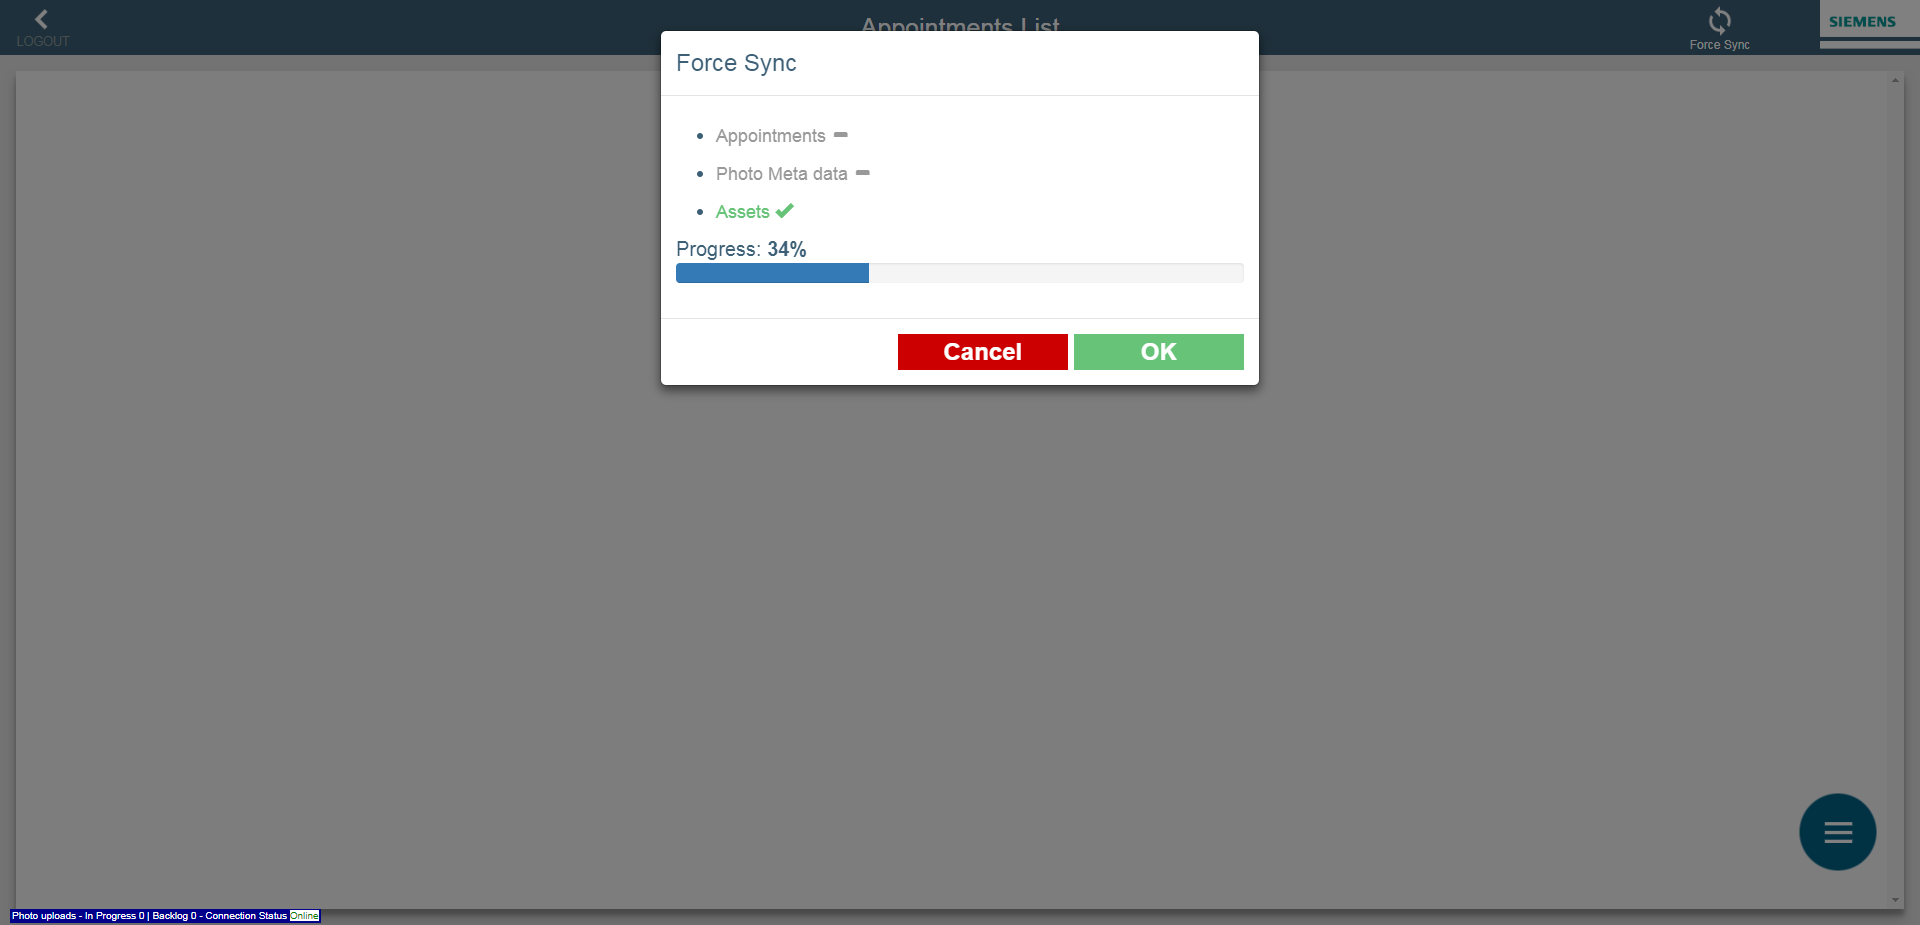 LOGOUT
Appointments List
Force Sync
SIEMENS
Force Sync
Appointments
Photo Meta data
Assets
Progress: 34%
Cancel
OK
Photo uploads - In Progress 0 | Backlog 0 - Connection Status Online